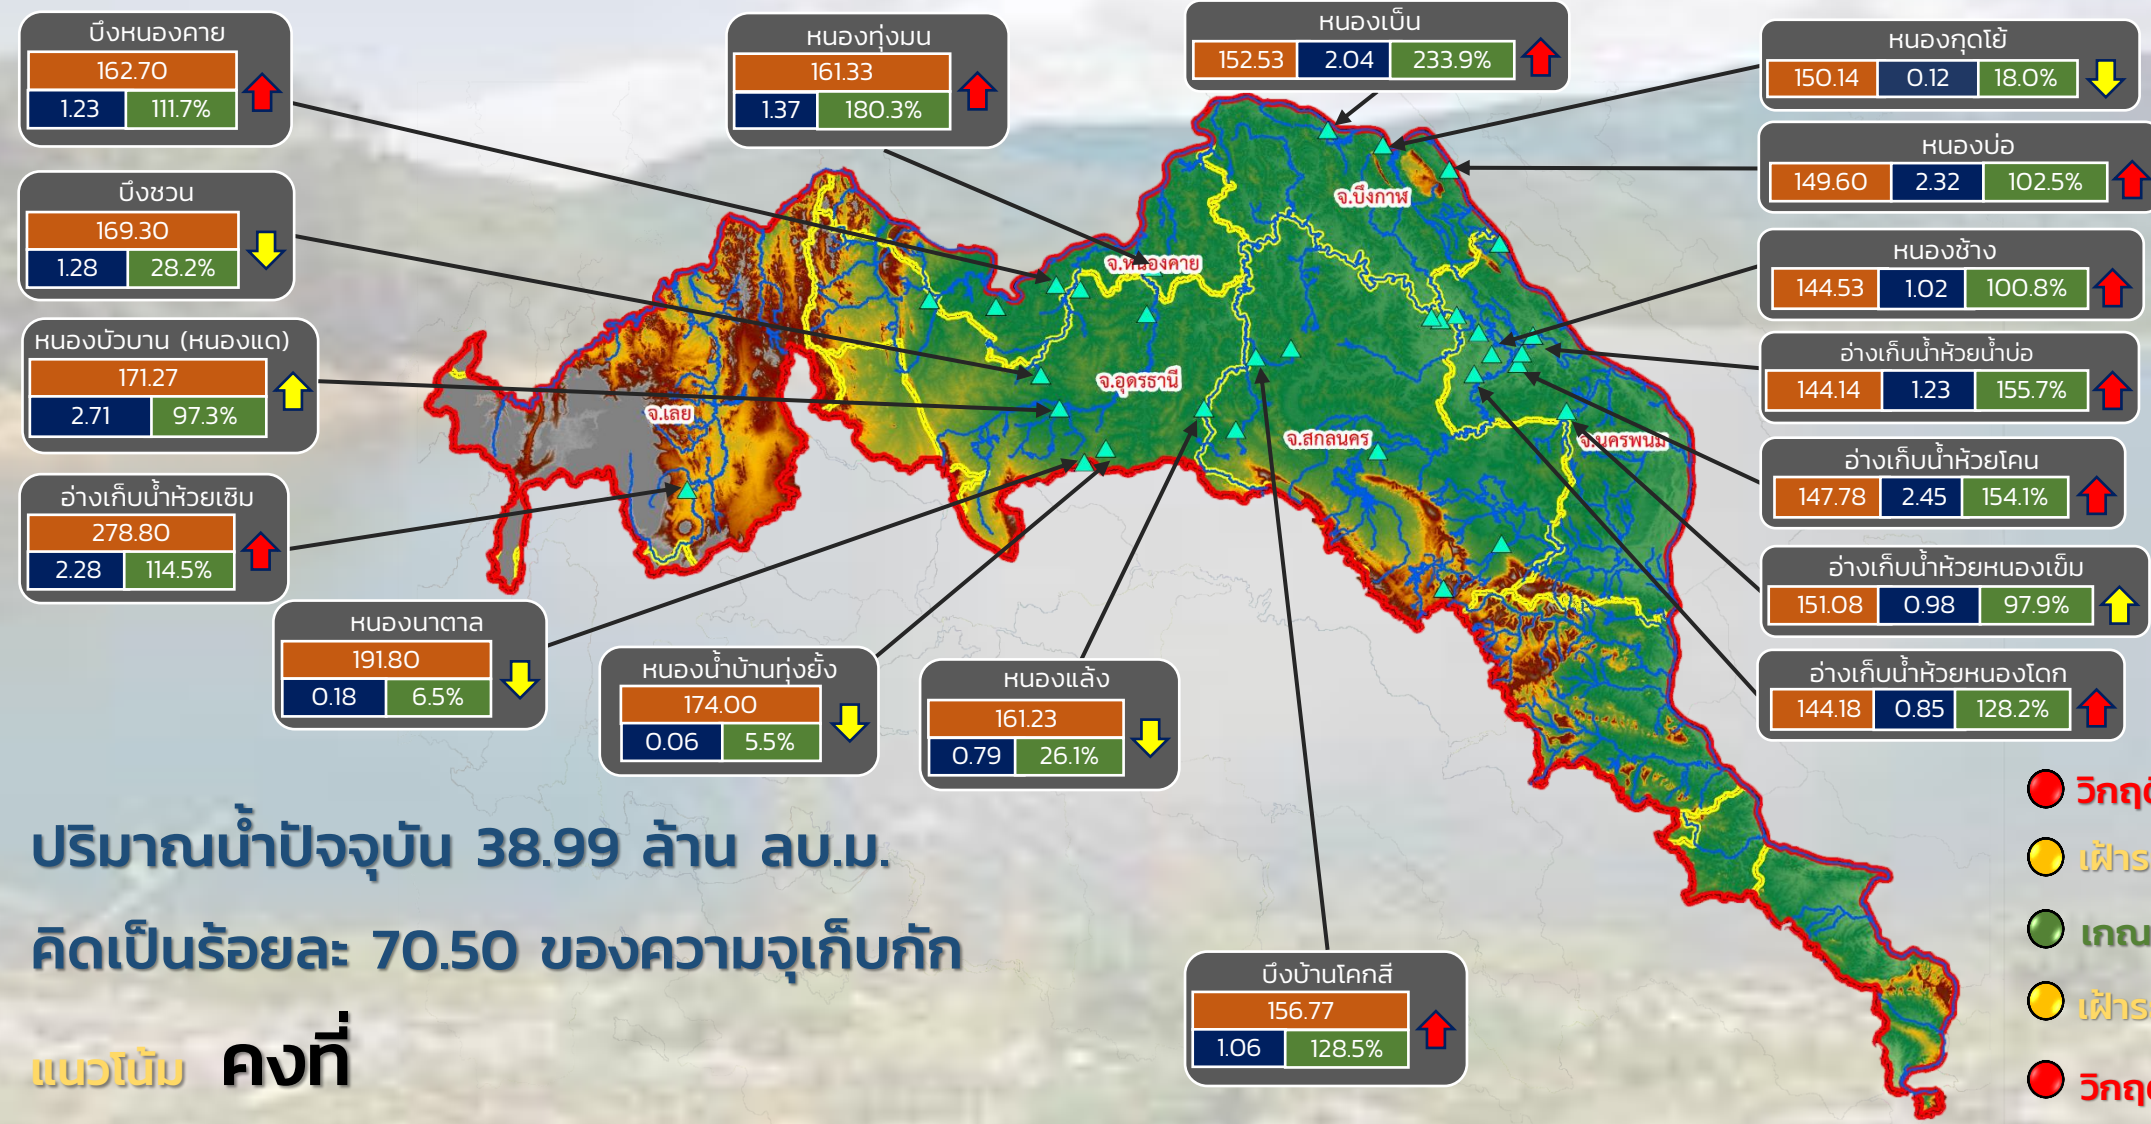 บึงหนองคาย
162.70
1.23 111.7%
หนองทุ่งมน
161.33
1.37 180.3%
หนองเบ็น
152.53 2.04 233.9%
หนองกุดโย้
150.14 0.12 18.0%
หนองบ่อ
149.60 2.32 102.5%
บึงชวน
169.30
1.28 28.2%
หนองช้าง
144.53 1.02 100.8%
หนองบัวบาน (หนองแด)
171.27
2.71 97.3%
อ่างเก็บน้ำห้วยน้ำบ่อ
144.14 1.23 155.7%
อ่างเก็บน้ำห้วยโคน
147.78 2.45 154.1%
อ่างเก็บน้ำห้วยเซิม
278.80
2.28 114.5%
อ่างเก็บน้ำห้วยหนองเข็ม
151.08 0.98 97.9%
อ่างเก็บน้ำห้วยหนองโดก
144.18 0.85 128.2%
หนองนาตาล
191.80
0.18 6.5%
หนองน้ำบ้านทุ่งยั้ง
174.00
0.06 5.5%
หนองแล้ง
161.23
0.79 26.1%
บึงบ้านโคกสี
156.77
1.06 128.5%
จ.บึงกาฬ
จ.หนองคาย
จ.อุดรธานี
จ.เลย
จ.สกลนคร
จ.นครพนม
ปริมาณน้ำปัจจุบัน 38.99 ล้าน ลบ.ม.
คิดเป็นร้อยละ 70.50 ของความจุเก็บกัก
แนวโน้ม คงที่